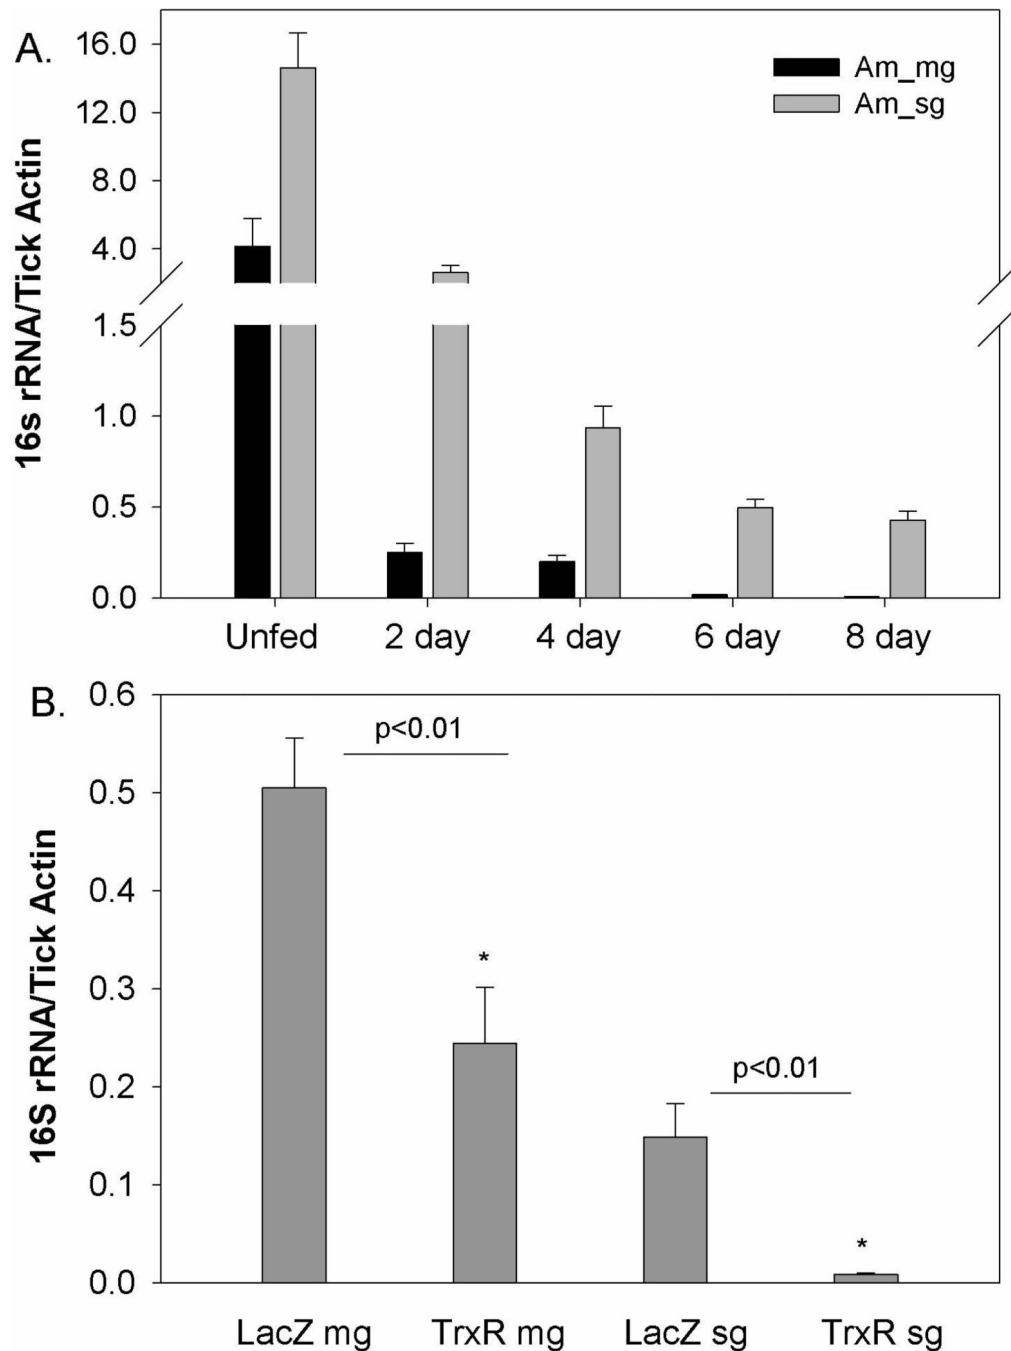 A.
16s rRNA/Tick Actin
16.0
12.0
8.0
4.0
1.5
1.0
0.5
0.0
Am_mg
Am_sg
Unfed 2 day 4 day 6 day 8 day
B.
16S rRNA/Tick Actin
0.6
0.5
0.4
0.3
0.2
0.1
0.0
p<0.01
*
p<0.01
*
LacZ mg TrxR mg LacZ sg TrxR sg